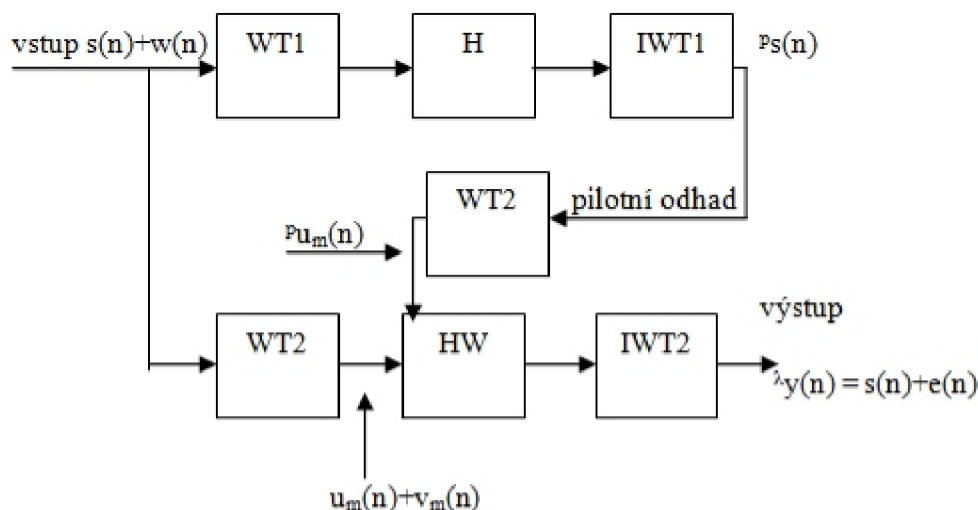 vstup s(n)+w(n)
WT1
H
IWT1
ᵖs(n)
WT2
pilotní odhad
ᵖuₘ(n)
výstup
WT2
HW
IWT2
^λy(n) = s(n)+e(n)
uₘ(n)+vₘ(n)